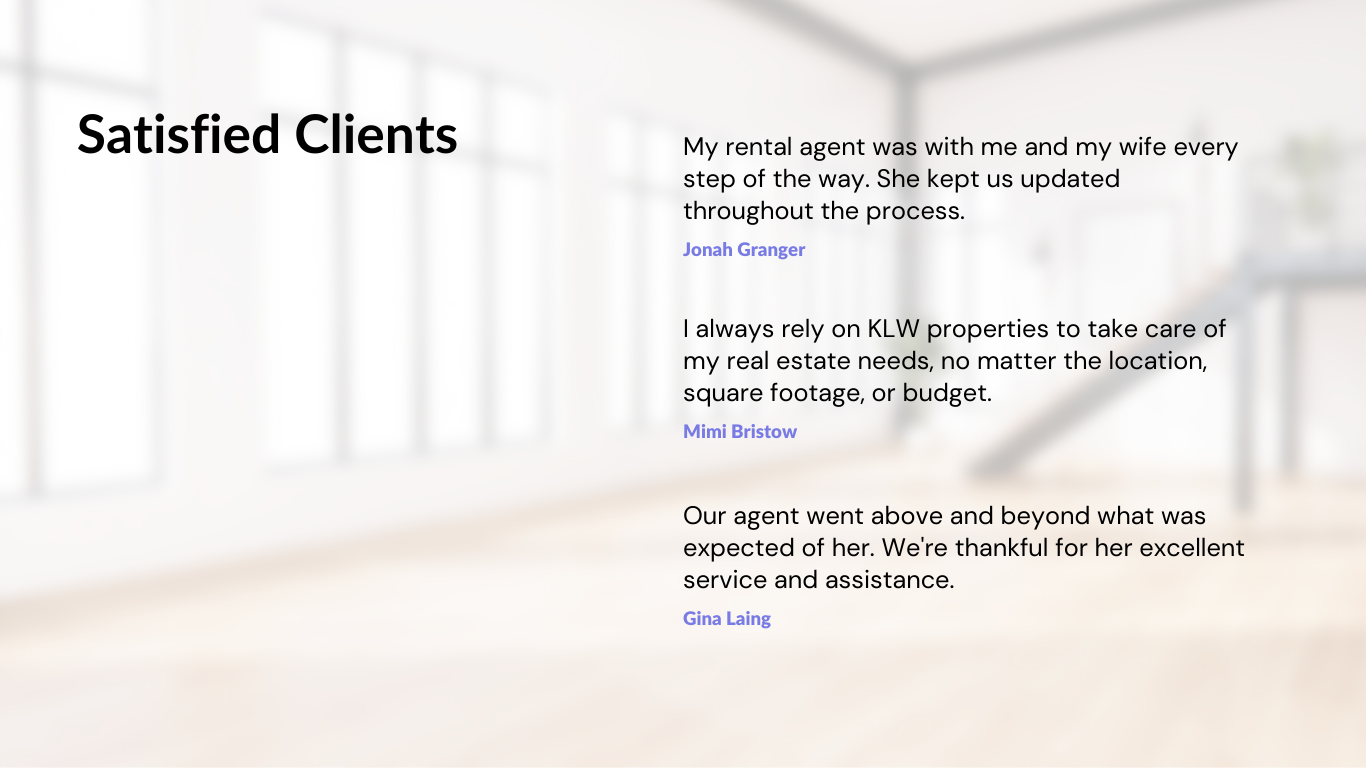 Satisfied Clients
My rental agent was with me and my wife every
step of the way. She kept us updated
throughout the process.
Jonah Granger
I always rely on KLW properties to take care of
my real estate needs, no matter the location,
square footage, or budget.
Mimi Bristow
Our agent went above and beyond what was
expected of her. We're thankful for her excellent
service and assistance.
Gina Laing